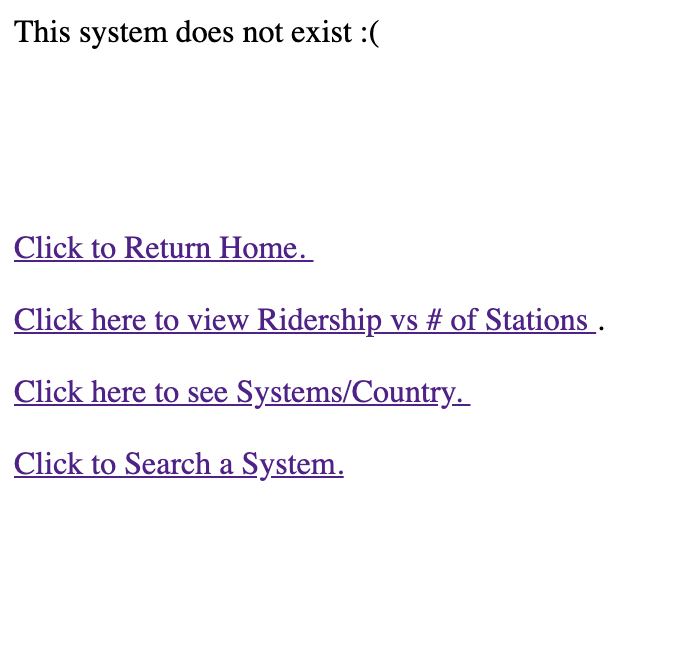 This system does not exist :(
Click to Return Home.
Click here to view Ridership vs # of Stations .
Click here to see Systems/Country.
Click to Search a System.